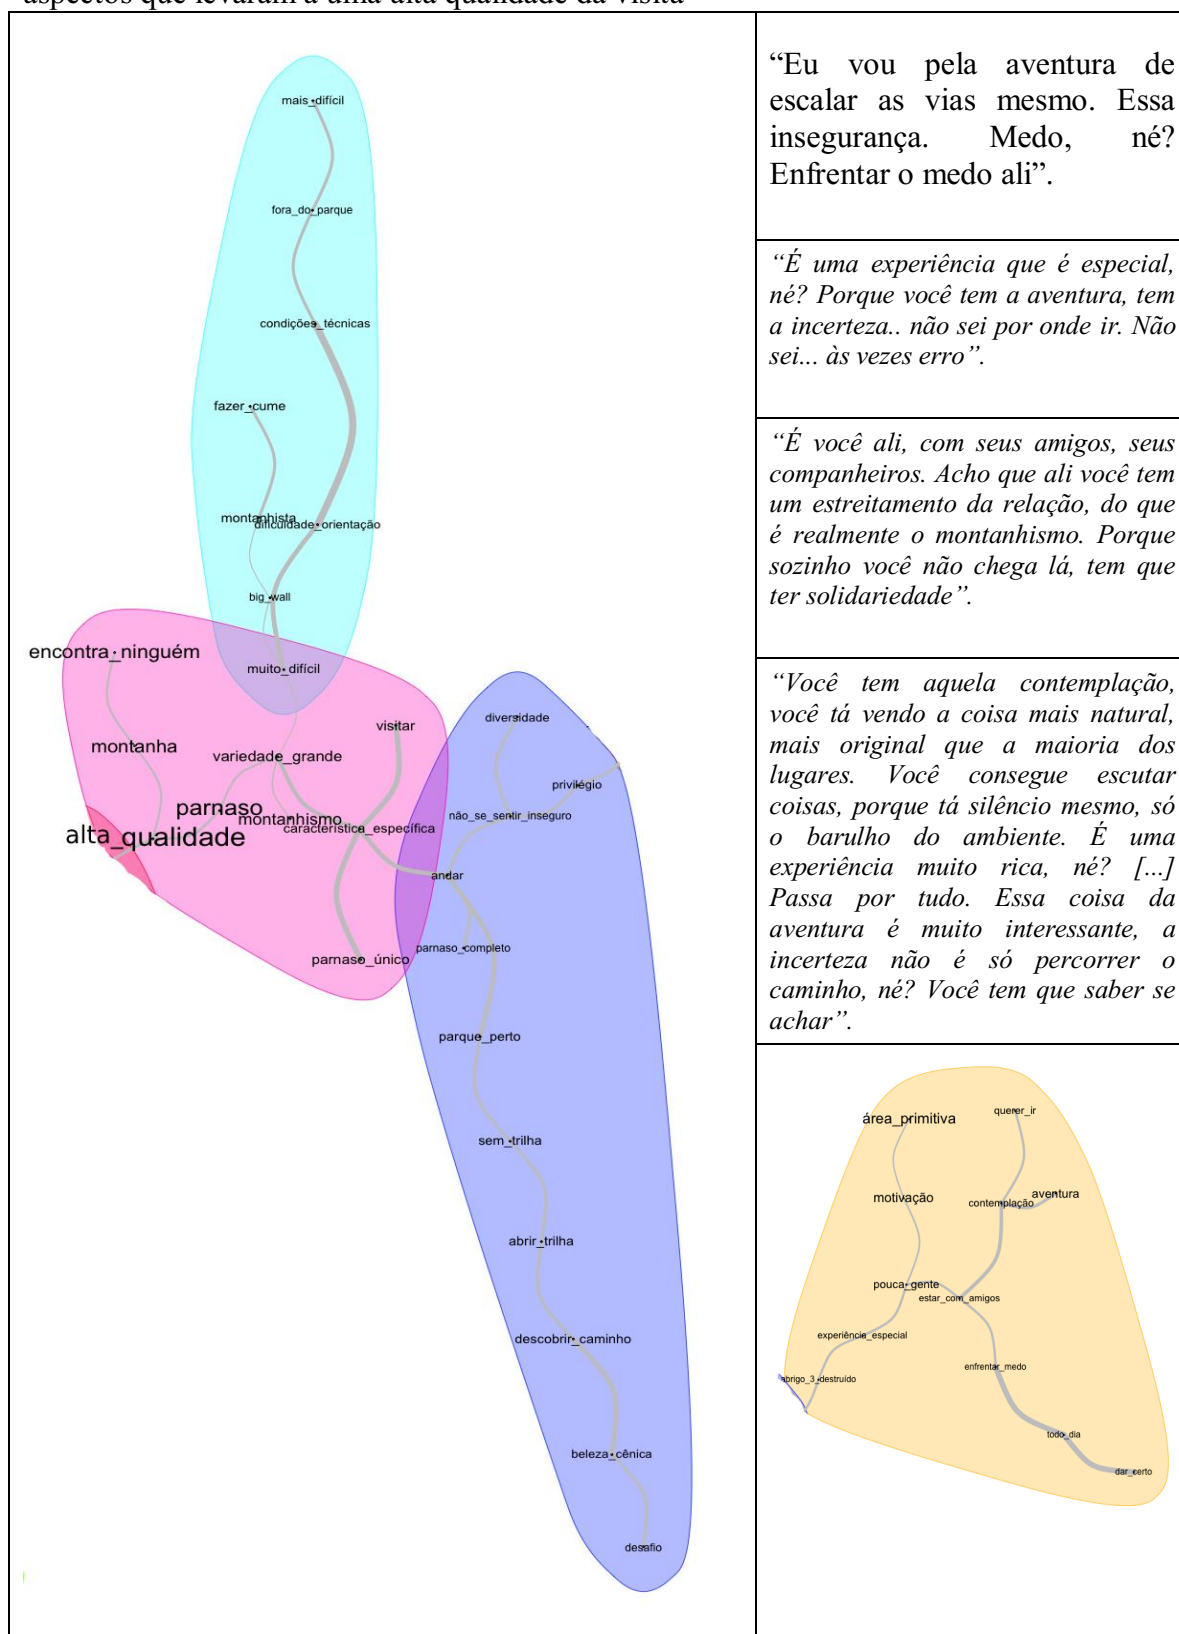 aspectos que levaram a uma alta qualidade da visita
mais_difícil
fora_do_parque
condições_técnicas
fazer_cume
montanhista
dificuldade_orientação
big_wall
muito_difícil
encontra_ninguém
montanha
variedade_grande
visitar
parnaso
montanhismo
alta_qualidade
característica_específica
parnaso_único
diversidade
privilégio
não_se_sentir_inseguro
andar
parnaso_completo
parque_perto
sem_trilha
abrir_trilha
descobrir_caminho
beleza_cênica
desafio
“Eu vou pela aventura de
escalar as vias mesmo. Essa
insegurança. Medo, né?
Enfrentar o medo ali”.
“É uma experiência que é especial,
né? Porque você tem a aventura, tem
a incerteza.. não sei por onde ir. Não
sei... às vezes erro”.
“É você ali, com seus amigos, seus
companheiros. Acho que ali você tem
um estreitamento da relação, do que
é realmente o montanhismo. Porque
sozinho você não chega lá, tem que
ter solidariedade”.
“Você tem aquela contemplação,
você tá vendo a coisa mais natural,
mais original que a maioria dos
lugares. Você consegue escutar
coisas, porque tá silêncio mesmo, só
o barulho do ambiente. É uma
experiência muito rica, né? [...]
Passa por tudo. Essa coisa da
aventura é muito interessante, a
incerteza não é só percorrer o
caminho, né? Você tem que saber se
achar”.
área_primitiva
querer_ir
motivação
contemplação
aventura
pouca_gente
estar_com_amigos
experiência_especial
enfrentar_medo
abrigo_3_destruído
todo_dia
dar_certo